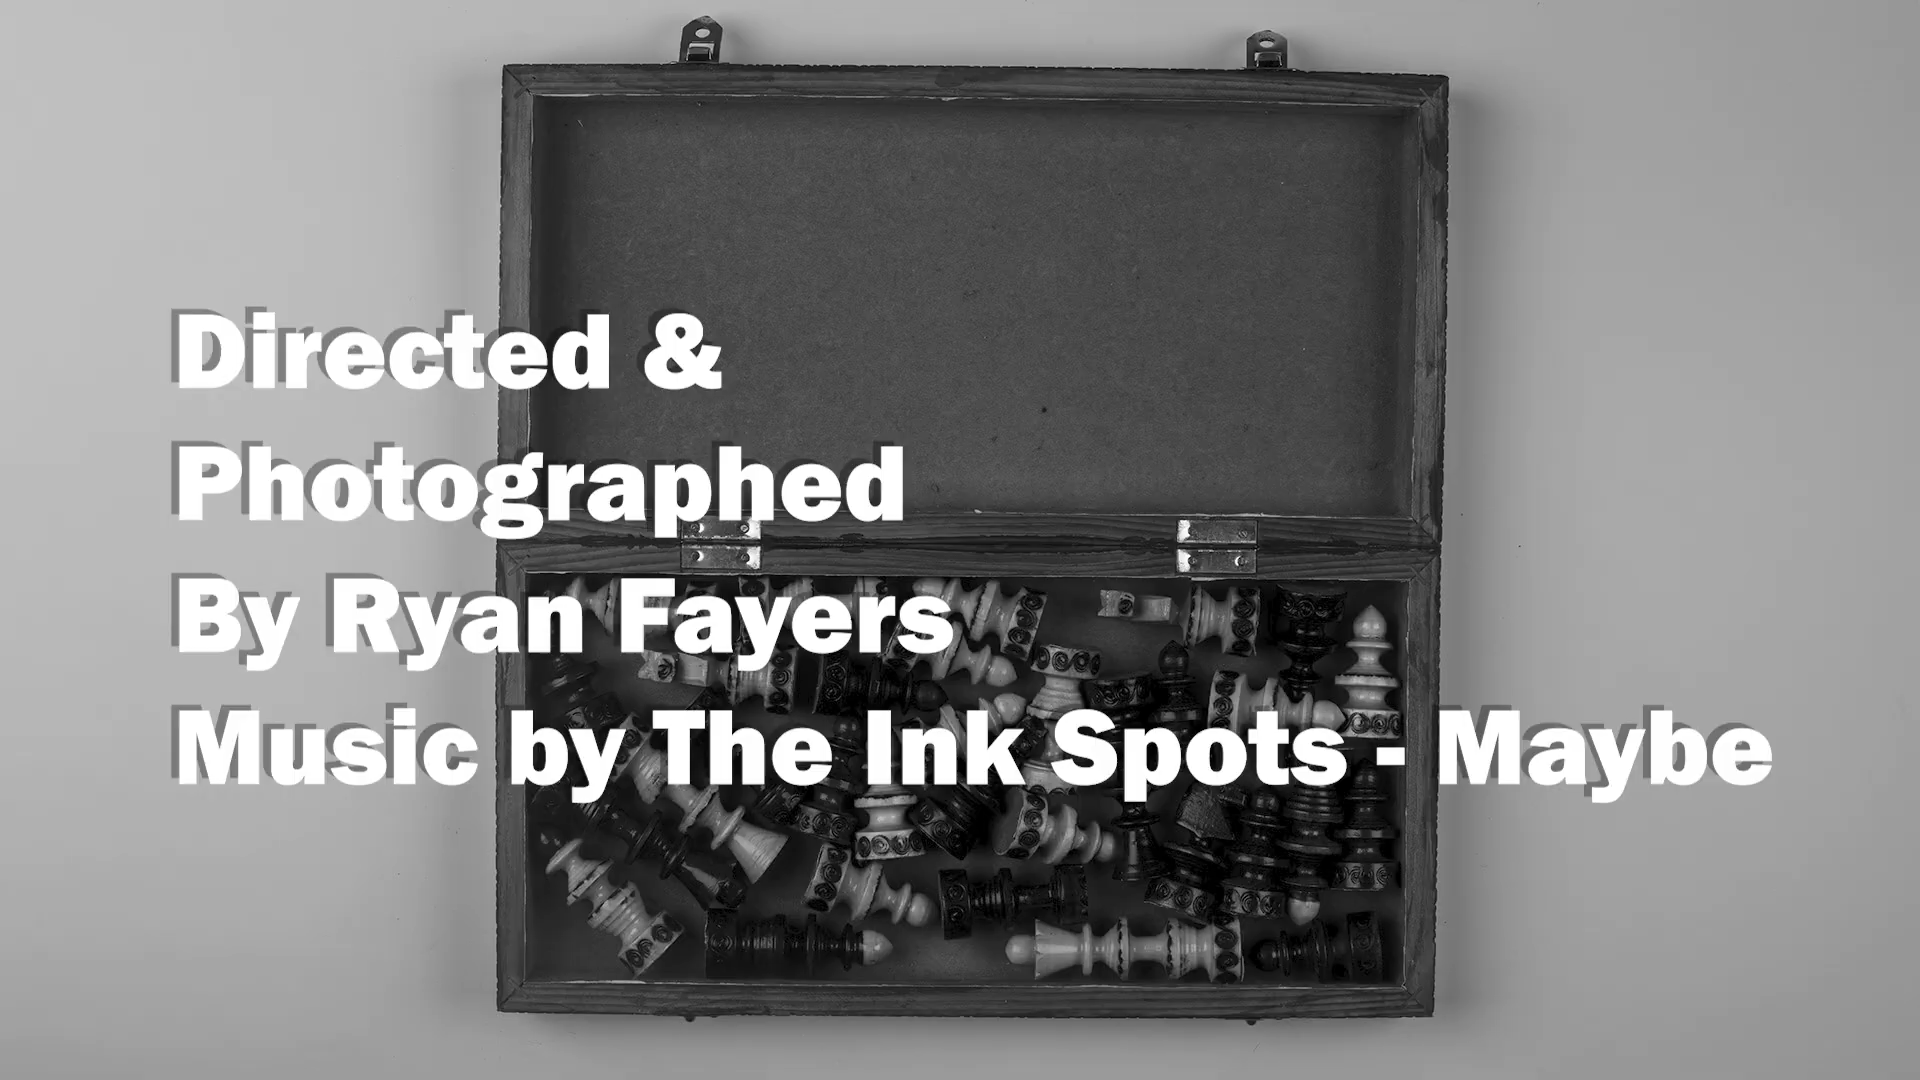 Directed &
Photographed
By Ryan Fayers
Music by The Ink Spots - Maybe